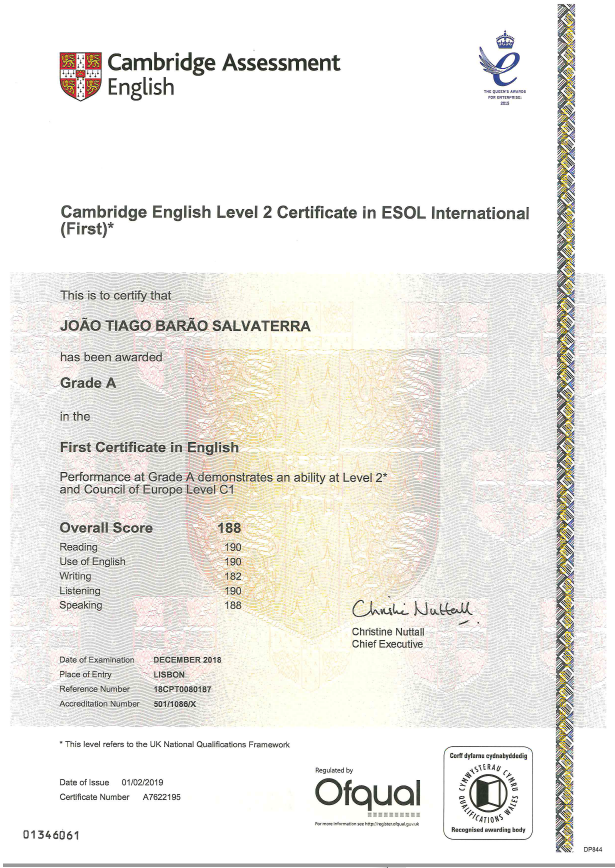 Cambridge Assessment
English
THE QUEEN'S AWARDS
FOR ENTERPRISE:
2015
Cambridge English Level 2 Certificate in ESOL International
(First)*
This is to certify that
JOÃO TIAGO BARÃO SALVATERRA
has been awarded
Grade A
in the
First Certificate in English
Performance at Grade A demonstrates an ability at Level 2*
and Council of Europe Level C1
Overall Score 188
Reading 190
Use of English 190
Writing 182
Listening 190
Speaking 188
Christine Nuttall
Christine Nuttall
Chief Executive
Date of Examination DECEMBER 2018
Place of Entry LISBON
Reference Number 18CPT0080187
Accreditation Number 501/1086/X
* This level refers to the UK National Qualifications Framework
Date of Issue 01/02/2019
Certificate Number A7622195
Regulated by
Ofqual
For more information see http://register.ofqual.gov.uk
Corff dyfarnu cydnabyddedig
CYMWYSTERAU CYMRU
QUALIFICATIONS WALES
Recognised awarding body
01346061
DP844